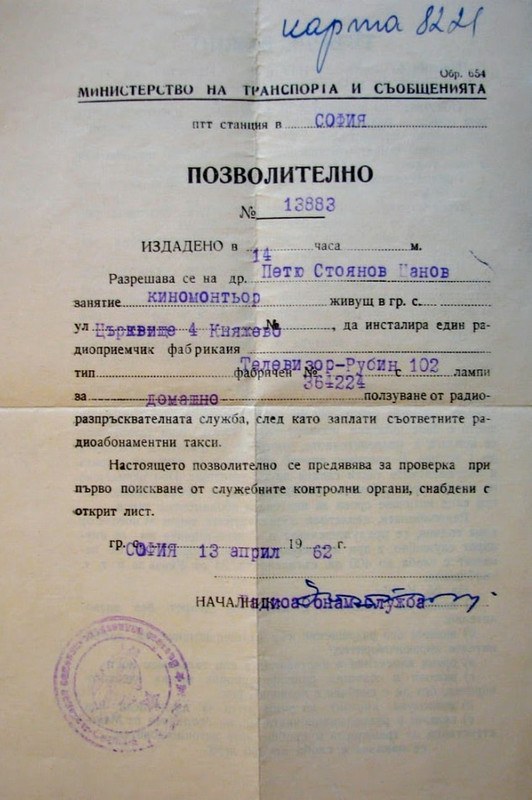 карта 8221
Обр. 654
МИНИСТЕРСТВО НА ТРАНСПОРТА И СЪОБЩЕНИЯТА
птт станция в СОФИЯ
ПОЗВОЛИТЕЛНО
№ 13883
ИЗДАДЕНО в 14 часа м.
Разрешава се на др. Петю Стоянов Панов
занятие киномонтьор живущ в гр. с.
ул Църквище 4 Княжево № , да инсталира един ра-
диоприемчик фабрикаия
тип Телевизор-Рубин 102 фабричен № 364224 с лампи
за домашно ползуване от радио-
разпръсквателната служба, след като заплати съответните ра-
диоабонаментни такси.
Настоящето позволително се предявява за проверка при
първо поискване от служебните контролни органи, снабдени с
открит лист.
гр. с. СОФИЯ 13 април 1962 г.
НАЧАЛНИК: Радиоабонам.служба